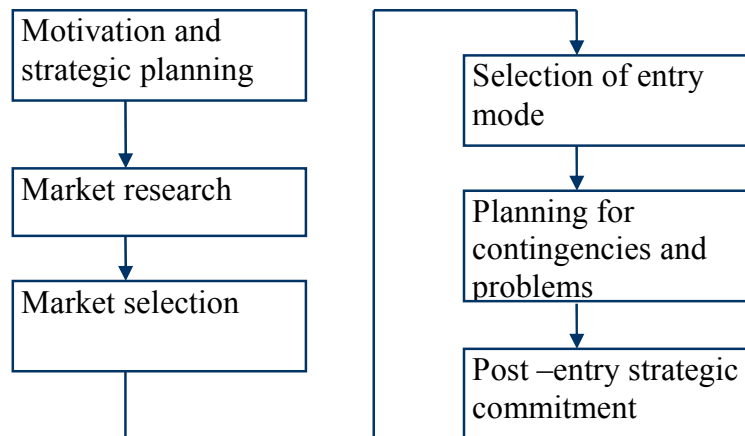 Motivation and
strategic planning
Market research
Market selection
Selection of entry
mode
Planning for
contingencies and
problems
Post –entry strategic
commitment